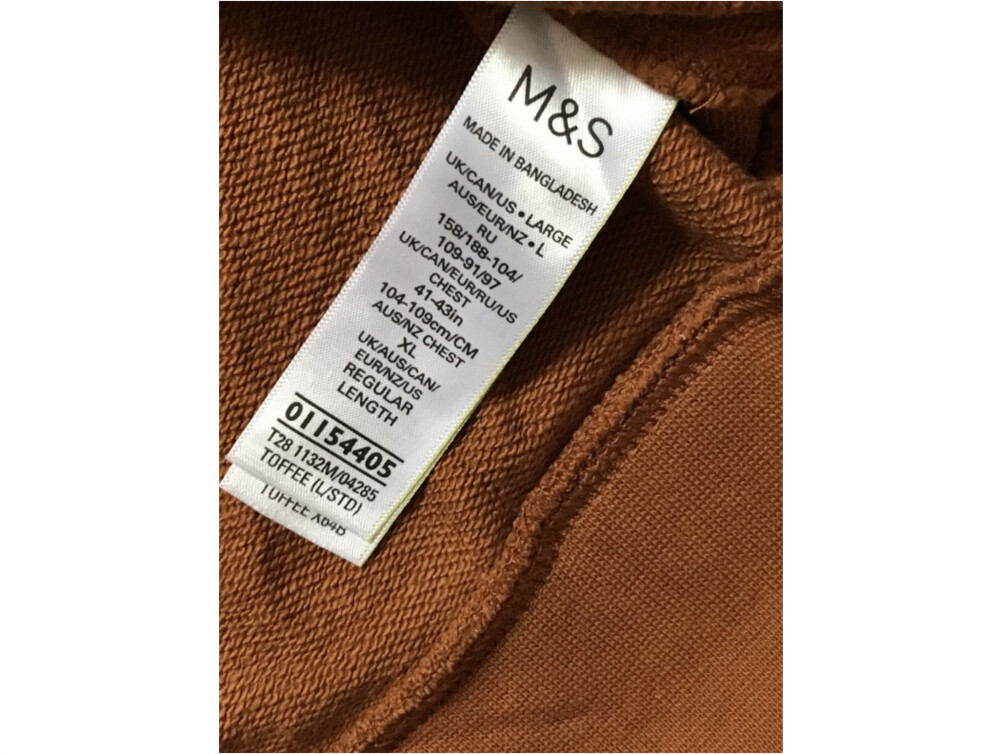 M&S
MADE IN BANGLADESH
UK/CAN/US • LARGE
AUS/EUR/NZ • L
RU
158/188-104/
109-91/97
UK/CAN/EUR/RU/US
CHEST
41-43in
104-109cm/CM
AUS/NZ CHEST
XL
UK/AUS/CAN/
EUR/NZ/US
REGULAR
LENGTH
01154405
T28 1132M/04285
TOFFEE (L/STD)
TOFFEE X04B